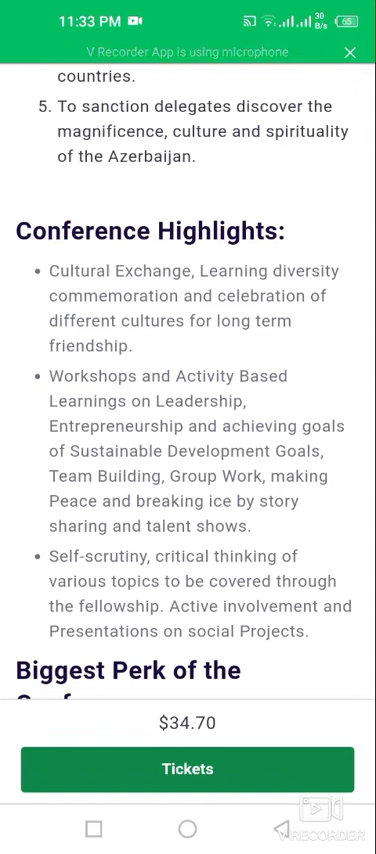 11:33 PM
30
B/s
65
V Recorder App is using microphone
countries.
5. To sanction delegates discover the
magnificence, culture and spirituality
of the Azerbaijan.
Conference Highlights:
• Cultural Exchange, Learning diversity
commemoration and celebration of
different cultures for long term
friendship.
• Workshops and Activity Based
Learnings on Leadership,
Entrepreneurship and achieving goals
of Sustainable Development Goals,
Team Building, Group Work, making
Peace and breaking ice by story
sharing and talent shows.
• Self-scrutiny, critical thinking of
various topics to be covered through
the fellowship. Active involvement and
Presentations on social Projects.
Biggest Perk of the
$34.70
Tickets
VRECORDER